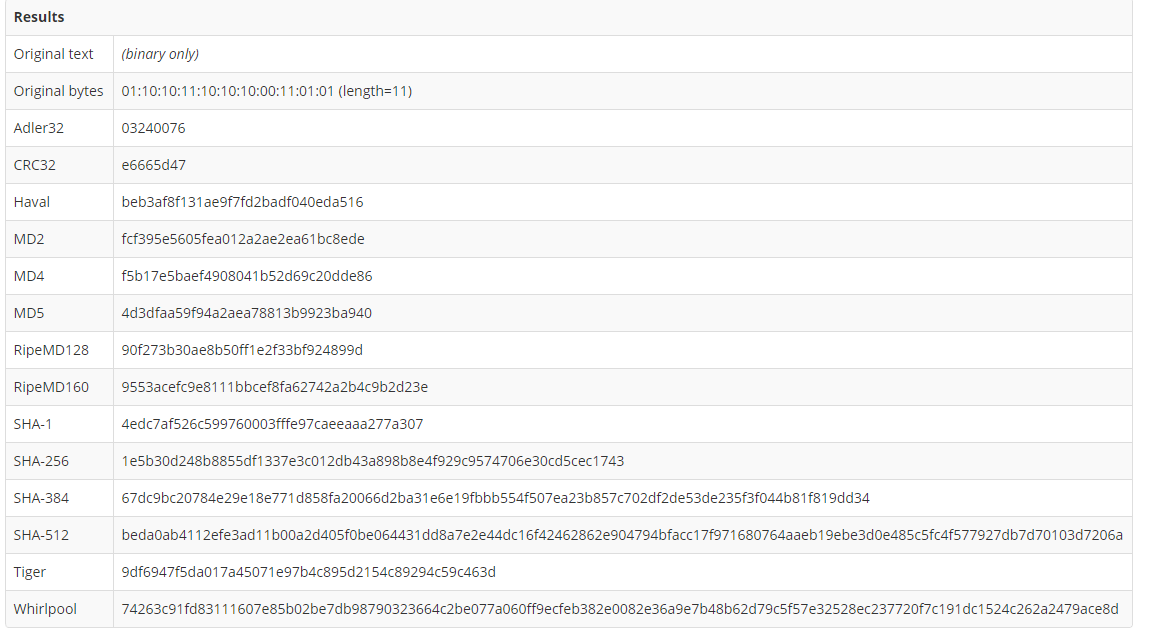 Results
Original text (binary only)
Original bytes 01:10:10:11:10:10:10:00:11:01:01 (length=11)
Adler32 03240076
CRC32 e6665d47
Haval beb3af8f131ae9f7fd2badf040eda516
MD2 fcf395e5605fea012a2ae2ea61bc8ede
MD4 f5b17e5baef4908041b52d69c20dde86
MD5 4d3dfaa59f94a2aea78813b9923ba940
RipeMD128 90f273b30ae8b50ff1e2f33bf924899d
RipeMD160 9553acefc9e8111bbcef8fa62742a2b4c9b2d23e
SHA-1 4edc7af526c599760003fffe97caeeaaa277a307
SHA-256 1e5b30d248b8855df1337e3c012db43a898b8e4f929c9574706e30cd5cec1743
SHA-384 67dc9bc20784e29e18e771d858fa20066d2ba31e6e19fbbb554f507ea23b857c702df2de53de235f3f044b81f819dd34
SHA-512 beda0ab4112efe3ad11b00a2d405f0be064431dd8a7e2e44dc16f42462862e904794bfacc17f971680764aaeb19ebe3d0e485c5fc4f577927db7d70103d7206a
Tiger 9df6947f5da017a45071e97b4c895d2154c89294c59c463d
Whirlpool 74263c91fd83111607e85b02be7db98790323664c2be077a060ff9ecfeb382e0082e36a9e7b48b62d79c5f57e32528ec237720f7c191dc1524c262a2479ace8d